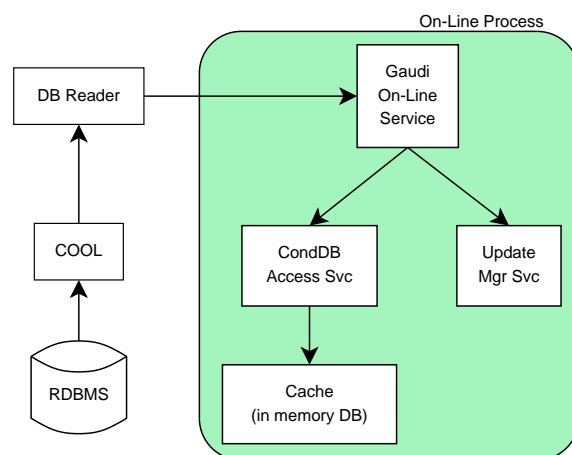 On-Line Process
Gaudi
On-Line
Service
DB Reader
COOL
CondDB
Access Svc
Update
Mgr Svc
RDBMS
Cache
(in memory DB)